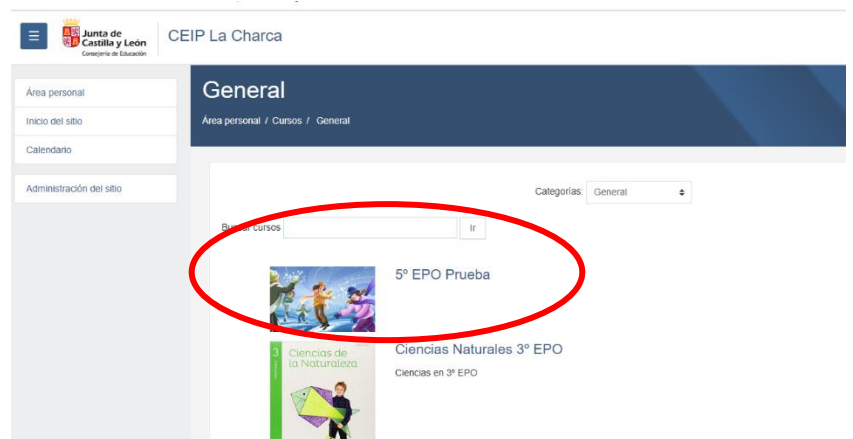 Junta de
Castilla y León
Consejería de Educación
CEIP La Charca
Área personal
Inicio del sitio
Calendario
Administración del sitio
General
Área personal / Cursos / General
Categorías: General
Buscar cursos
Ir
5º EPO Prueba
Ciencias Naturales 3º EPO
Ciencias en 3º EPO
3
Ciencias de
la Naturaleza